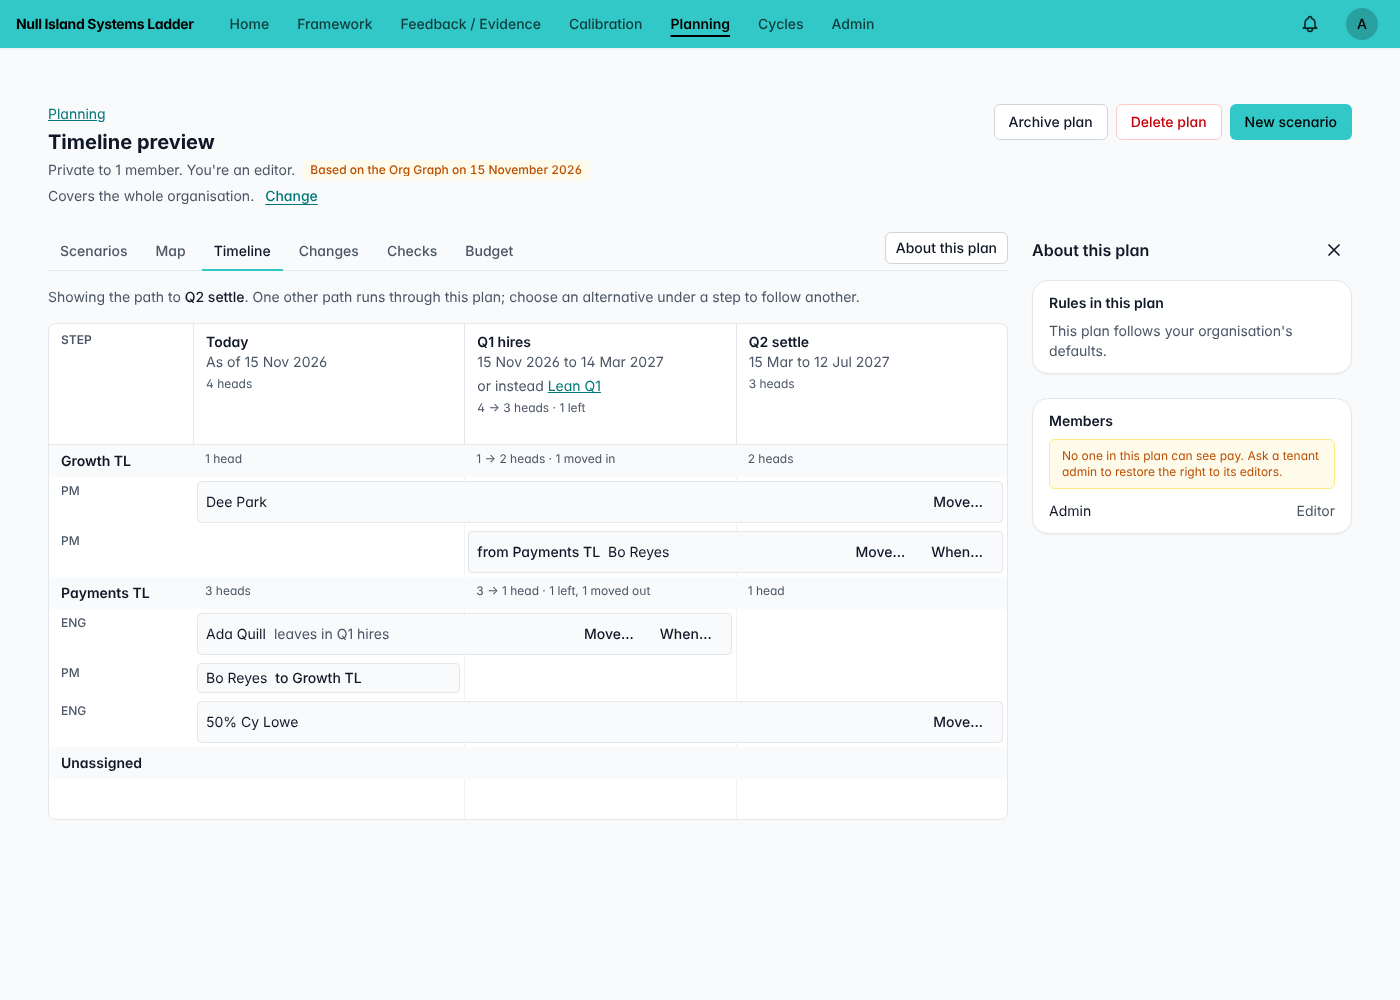 Null Island Systems Ladder
Home
Framework
Feedback / Evidence
Calibration
Planning
Cycles
Admin
A
Planning
Timeline preview
Private to 1 member. You're an editor.
Based on the Org Graph on 15 November 2026
Covers the whole organisation.
Change
Archive plan
Delete plan
New scenario
Scenarios
Map
Timeline
Changes
Checks
Budget
About this plan
Showing the path to Q2 settle. One other path runs through this plan; choose an alternative under a step to follow another.
STEP
Today
As of 15 Nov 2026
4 heads
Q1 hires
15 Nov 2026 to 14 Mar 2027
or instead Lean Q1
4 → 3 heads · 1 left
Q2 settle
15 Mar to 12 Jul 2027
3 heads
Growth TL
1 head
1 → 2 heads · 1 moved in
2 heads
PM
Dee Park
Move...
PM
from Payments TL Bo Reyes
Move...
When...
Payments TL
3 heads
3 → 1 head · 1 left, 1 moved out
1 head
ENG
Ada Quill leaves in Q1 hires
Move...
When...
PM
Bo Reyes to Growth TL
ENG
50% Cy Lowe
Move...
Unassigned
About this plan
Rules in this plan
This plan follows your organisation's
defaults.
Members
No one in this plan can see pay. Ask a tenant
admin to restore the right to its editors.
Admin
Editor